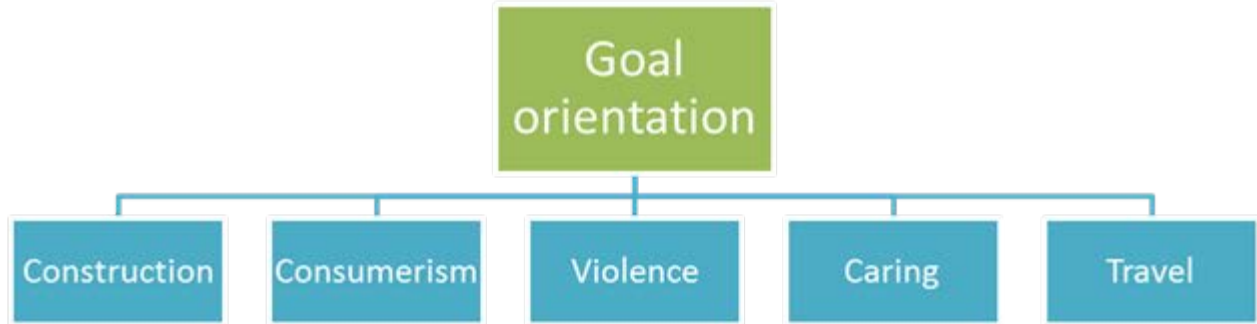 Goal
orientation
Construction
Consumerism
Violence
Caring
Travel